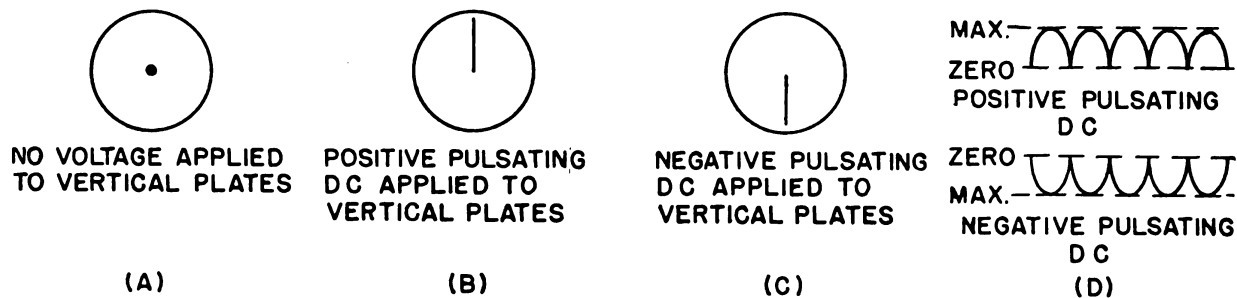 NO VOLTAGE APPLIED
TO VERTICAL PLATES
(A)
POSITIVE PULSATING
DC APPLIED TO
VERTICAL PLATES
(B)
NEGATIVE PULSATING
DC APPLIED TO
VERTICAL PLATES
(C)
MAX.
ZERO
POSITIVE PULSATING
DC
ZERO
MAX.
NEGATIVE PULSATING
DC
(D)